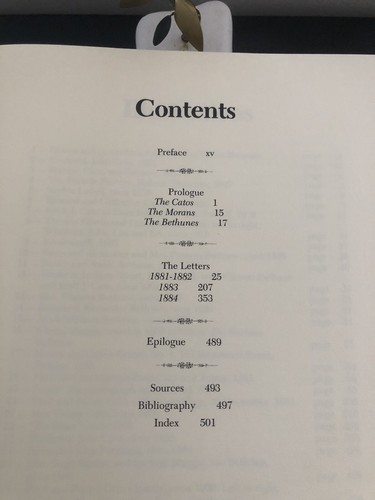 Contents
Preface xv
Prologue
The Catos 1
The Morans 15
The Bethunes 17
The Letters
1881-1882 25
1883 207
1884 353
Epilogue 489
Sources 493
Bibliography 497
Index 501